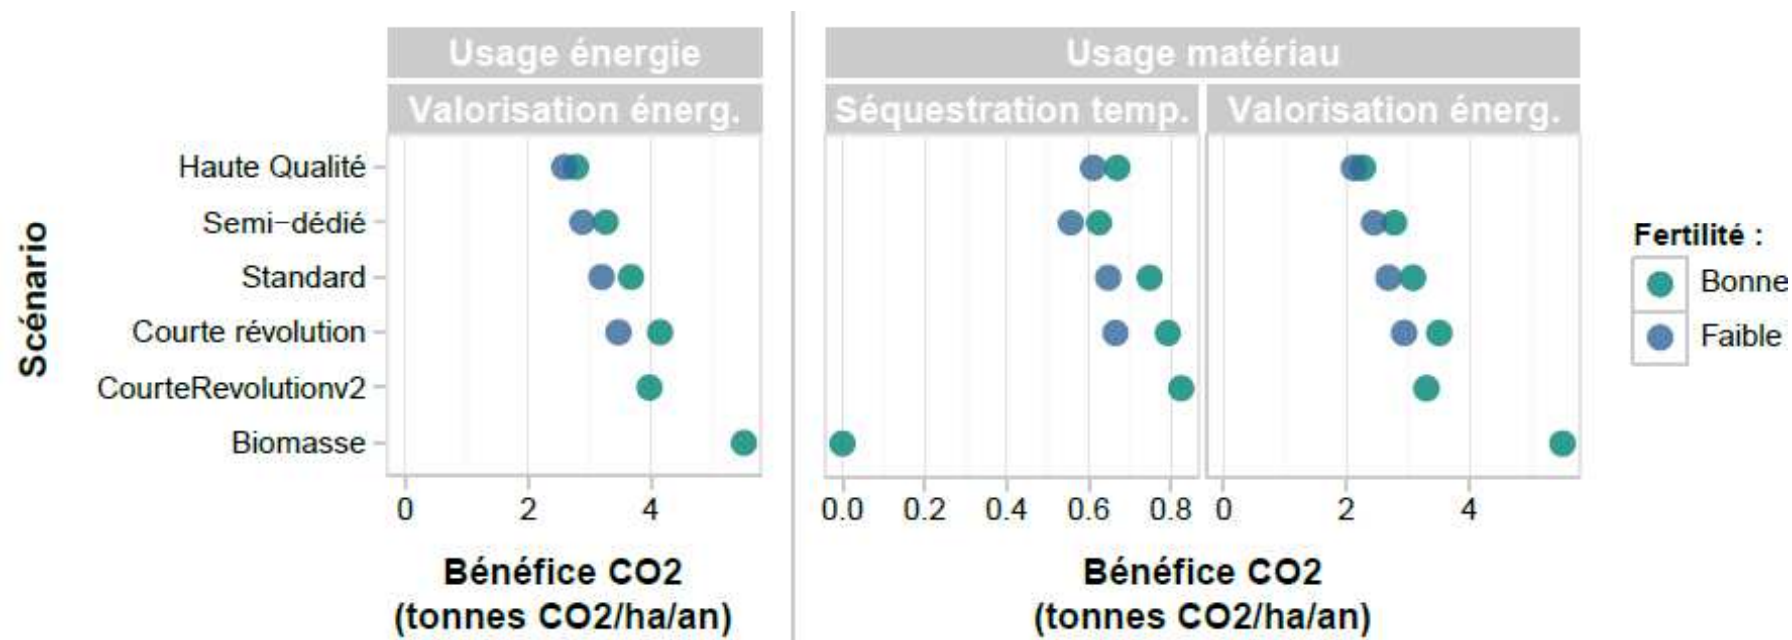 Usage énergie
Usage matériau
Valorisation énerg.
Séquestration temp.
Valorisation énerg.
Scénario
Haute Qualité
Semi−dédié
Standard
Courte révolution
CourteRevolutionv2
Biomasse
0 2 4
0.0 0.2 0.4 0.6 0.8
0 2 4
Bénéfice CO2
(tonnes CO2/ha/an)
Bénéfice CO2
(tonnes CO2/ha/an)
Fertilité :
Bonne
Faible